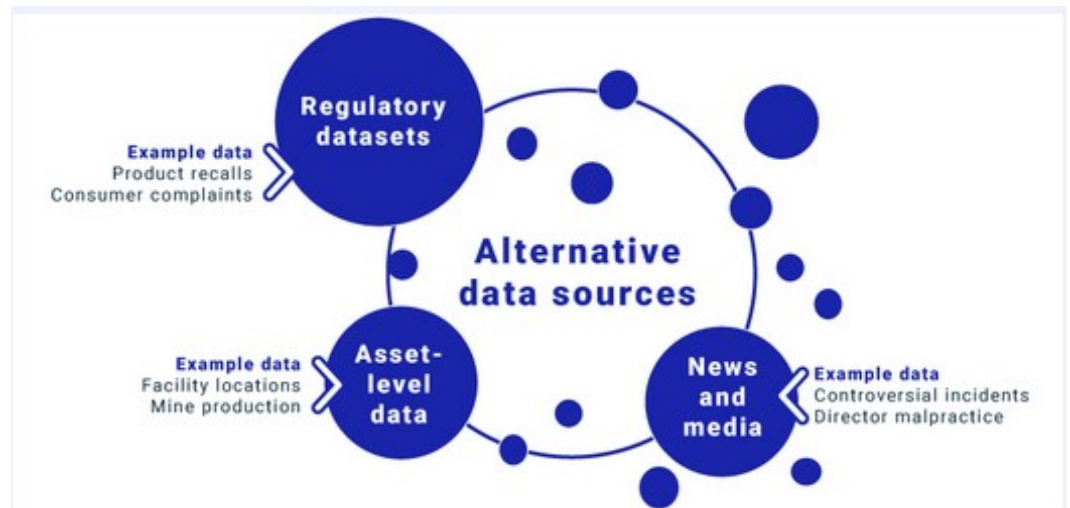 Regulatory
datasets
Example data
Product recalls
Consumer complaints
Alternative
data sources
Asset-
level
data
Example data
Facility locations
Mine production
News
and
media
Example data
Controversial incidents
Director malpractice